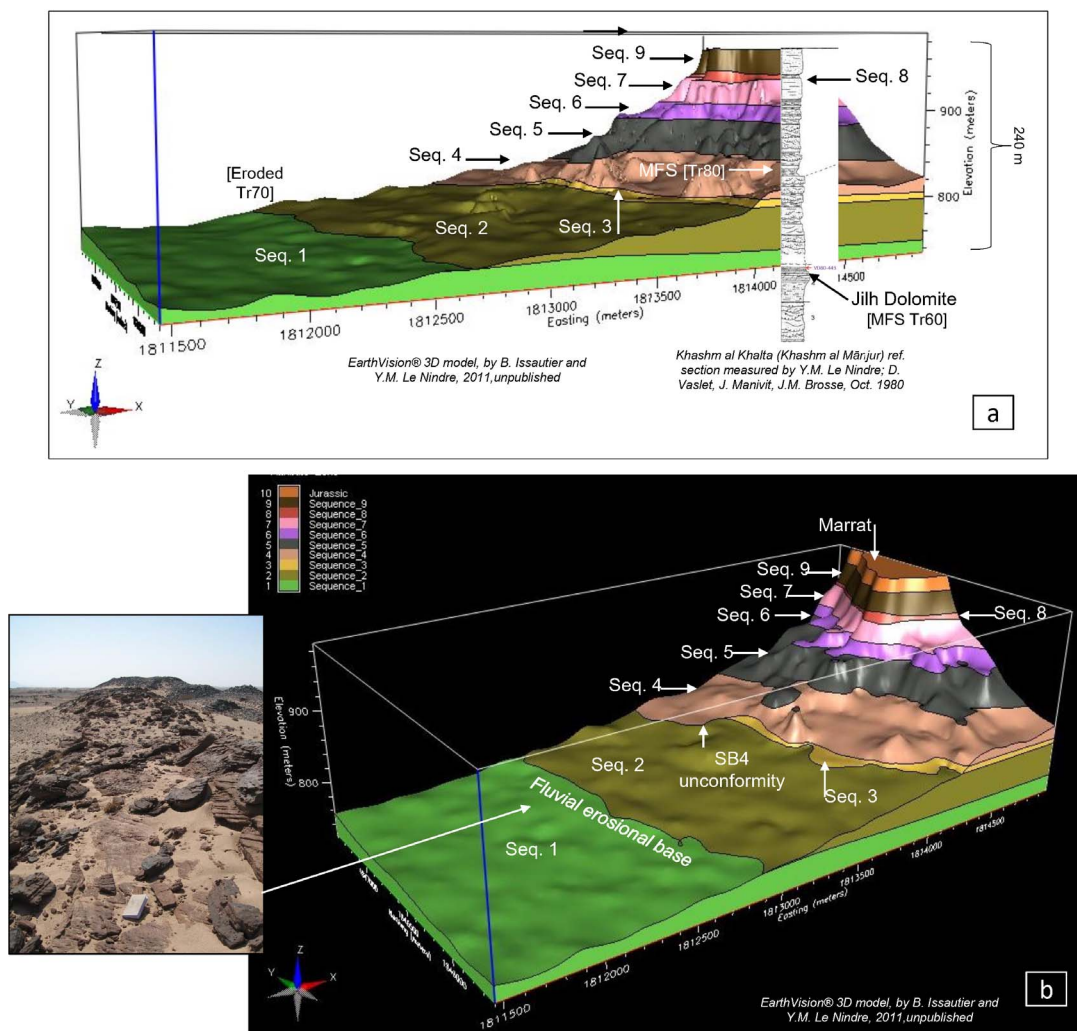 Seq. 9
Seq. 8
Seq. 7
Seq. 6
Seq. 5
Seq. 4
[Eroded
Tr70]
MFS [Tr80]
Seq. 3
Seq. 2
Seq. 1
900
800
Elevation (meters)
240 m
1811500
1812000
1812500
1813000
1813500
1814000
14500
Easting (meters)
Jilh Dolomite
[MFS Tr60]
EarthVision® 3D model, by B. Issautier and
Y.M. Le Nindre, 2011,unpublished
Khashm al Khalta (Khashm al Mānjur) ref.
section measured by Y.M. Le Nindre; D.
Vaslet, J. Manivit, J.M. Brosse, Oct. 1980
Z
Y
X
a
10 Jurassic
9 Sequence_9
8 Sequence_8
7 Sequence_7
6 Sequence_6
5 Sequence_5
4 Sequence_4
3 Sequence_3
2 Sequence_2
1 Sequence_1
Marrat
Seq. 9
Seq. 7
Seq. 6
Seq. 8
Seq. 5
Seq. 4
SB4
unconformity
Seq. 3
Seq. 2
Fluvial erosional base
Seq. 1
900
800
Elevation (meters)
1811500
1812000
1812500
1813000
1813500
1814000
1814500
Easting (meters)
Z
Y
X
EarthVision® 3D model, by B. Issautier and
Y.M. Le Nindre, 2011,unpublished
b